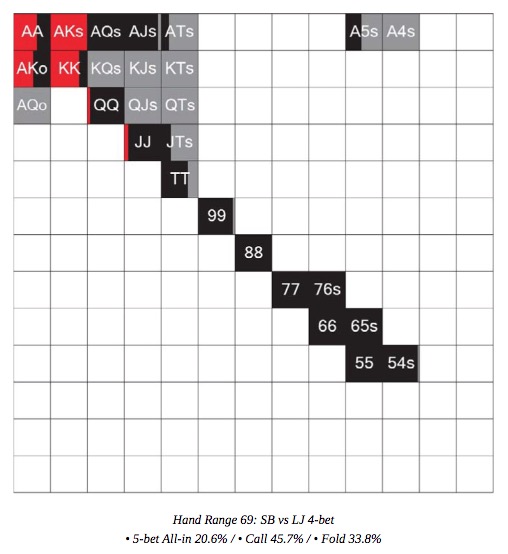 AA AKs AQs AJs ATs A5s A4s
AKo KK KQs KJs KTs
AQo QQ QJs QTs
JJ JTs
TT
99
88
77 76s
66 65s
55 54s
Hand Range 69: SB vs LJ 4-bet
• 5-bet All-in 20.6% / • Call 45.7% / • Fold 33.8%